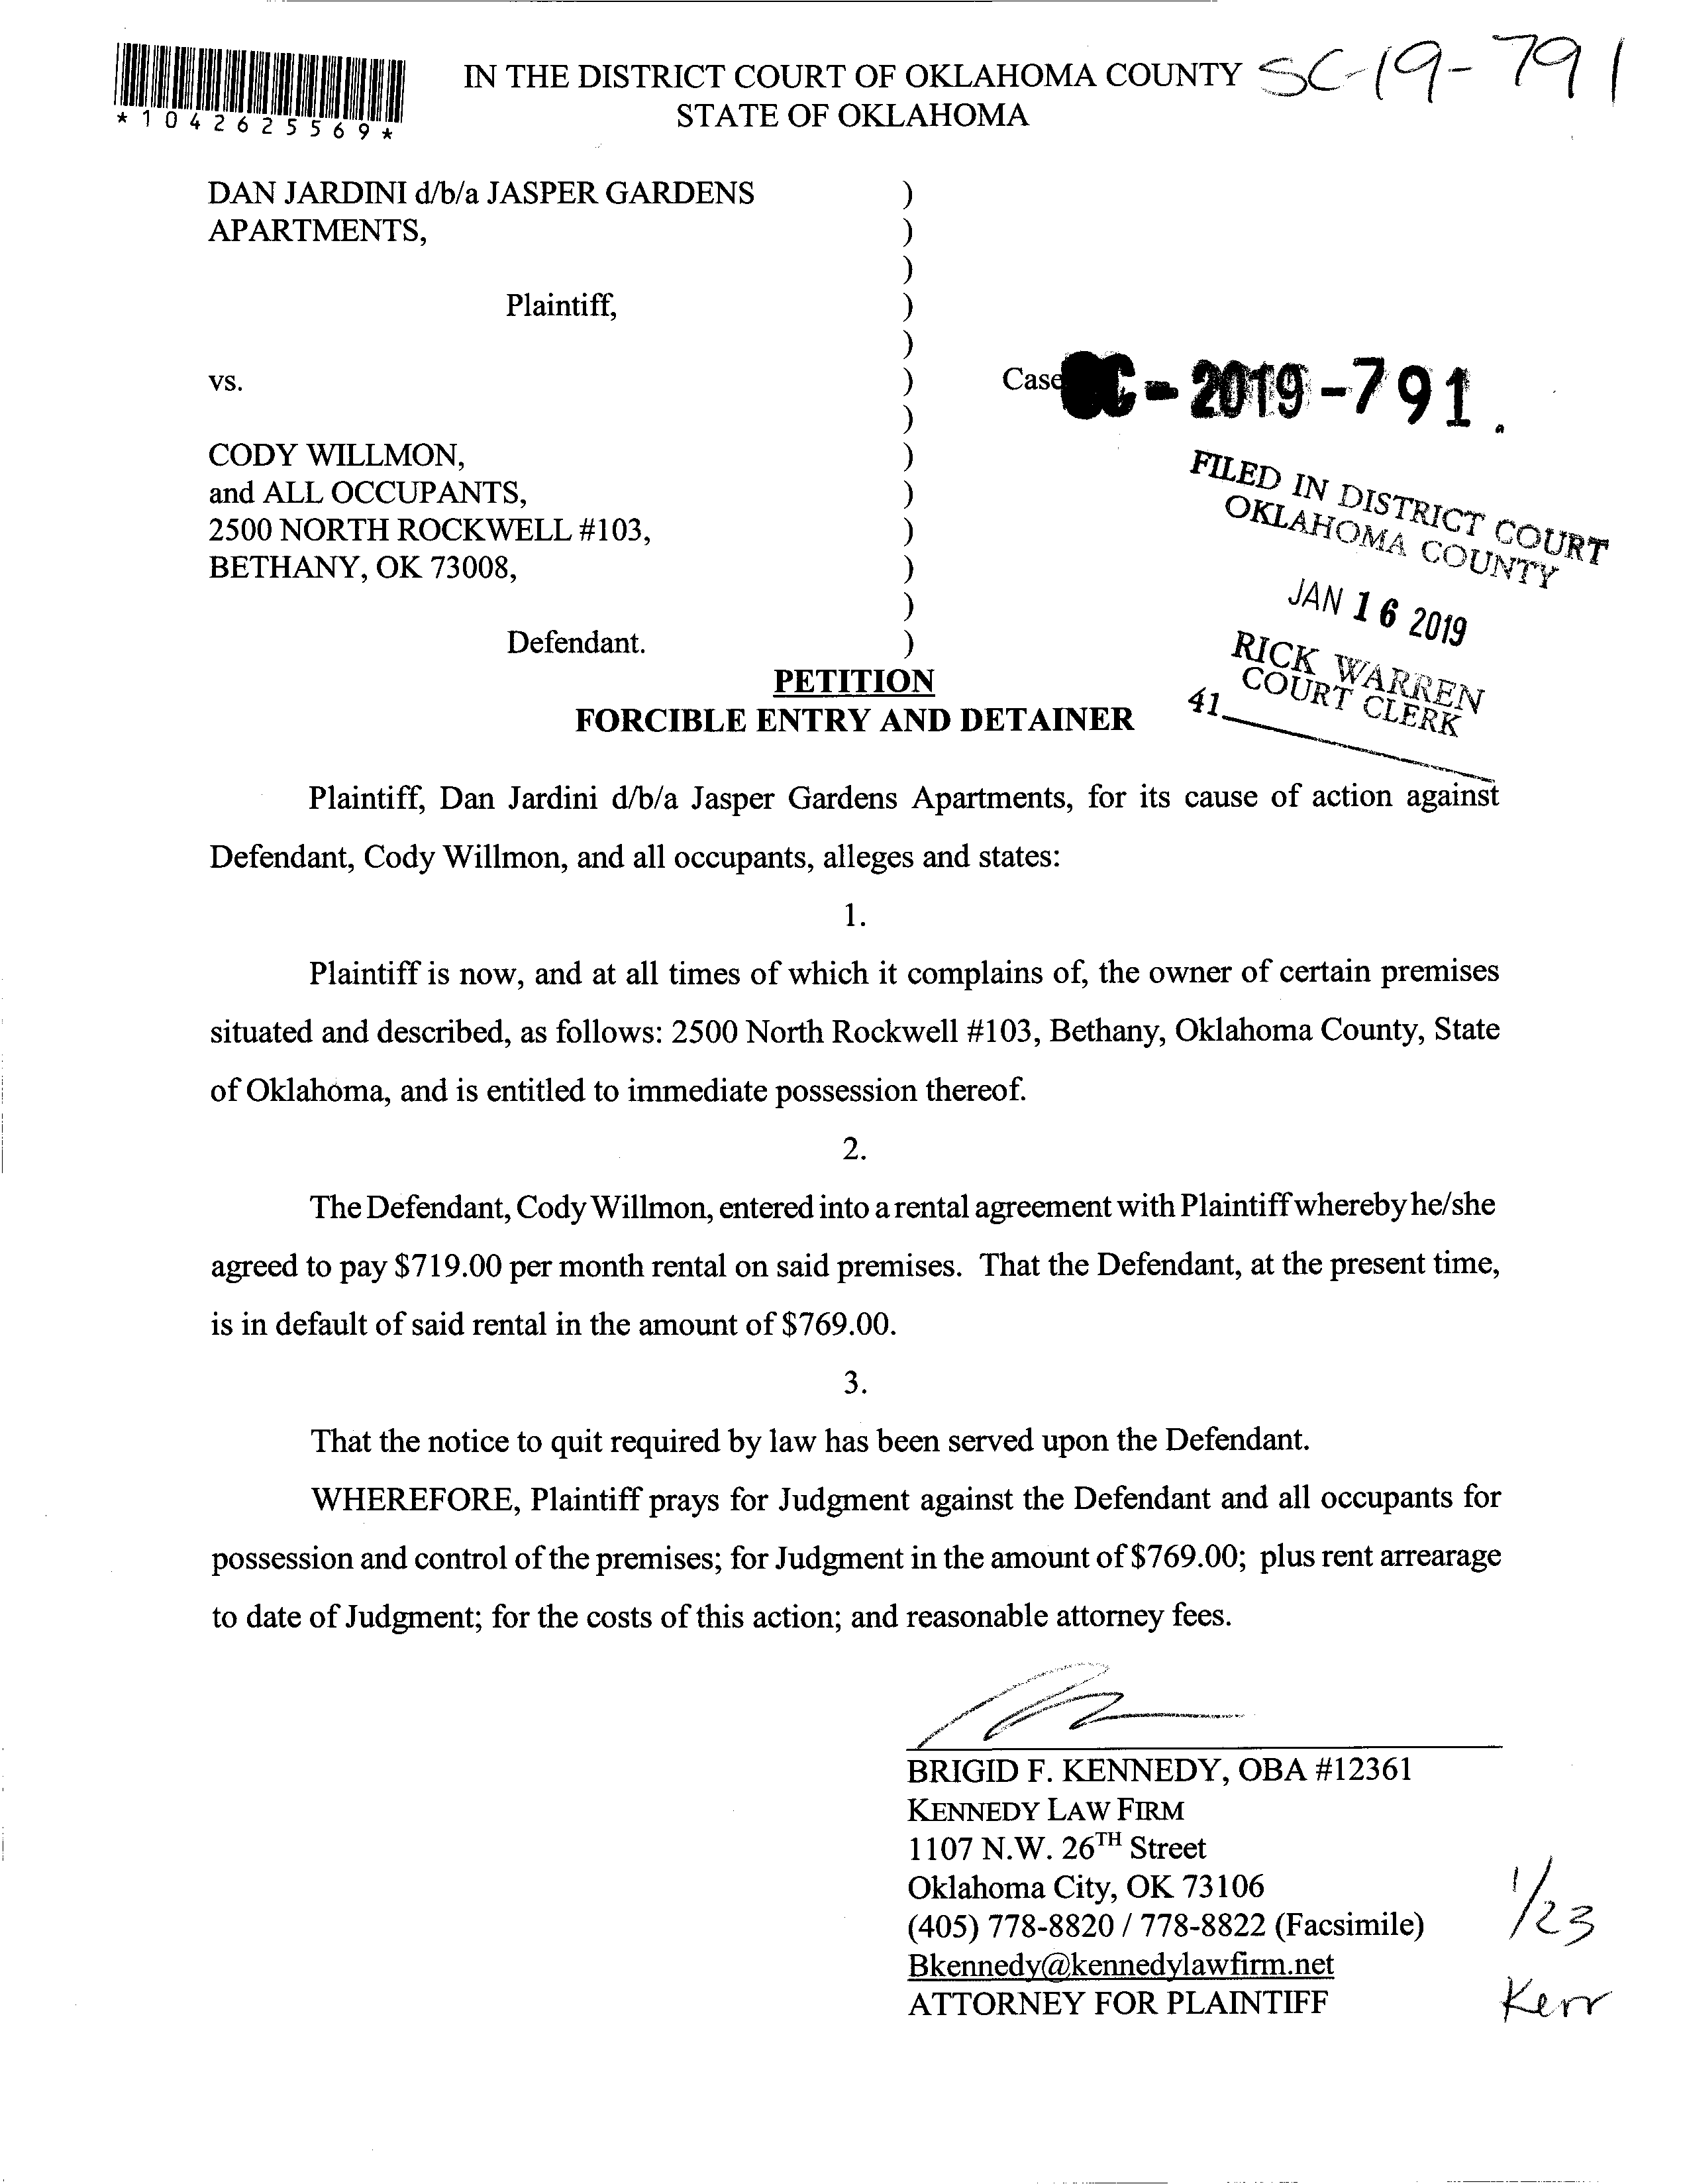 IN THE DISTRICT COURT OF OKLAHOMA COUNTY SC-19-791
STATE OF OKLAHOMA
*1042625569*
DAN JARDINI d/b/a JASPER GARDENS )
APARTMENTS, )
)
Plaintiff, )
)
vs. ) Case C-2019-791.
)
CODY WILLMON, )
and ALL OCCUPANTS, )
2500 NORTH ROCKWELL #103, )
BETHANY, OK 73008, )
)
Defendant. )
FILED IN DISTRICT COURT
OKLAHOMA COUNTY
JAN 16 2019
RICK WARREN
COURT CLERK
41
PETITION
FORCIBLE ENTRY AND DETAINER
Plaintiff, Dan Jardini d/b/a Jasper Gardens Apartments, for its cause of action against
Defendant, Cody Willmon, and all occupants, alleges and states:
1.
Plaintiff is now, and at all times of which it complains of, the owner of certain premises
situated and described, as follows: 2500 North Rockwell #103, Bethany, Oklahoma County, State
of Oklahoma, and is entitled to immediate possession thereof.
2.
The Defendant, Cody Willmon, entered into a rental agreement with Plaintiff whereby he/she
agreed to pay $719.00 per month rental on said premises. That the Defendant, at the present time,
is in default of said rental in the amount of $769.00.
3.
That the notice to quit required by law has been served upon the Defendant.
WHEREFORE, Plaintiff prays for Judgment against the Defendant and all occupants for
possession and control of the premises; for Judgment in the amount of $769.00; plus rent arrearage
to date of Judgment; for the costs of this action; and reasonable attorney fees.
BRIGID F. KENNEDY, OBA #12361
KENNEDY LAW FIRM
1107 N.W. 26TH Street
Oklahoma City, OK 73106
(405) 778-8820 / 778-8822 (Facsimile)
Bkennedy@kennedylawfirm.net
ATTORNEY FOR PLAINTIFF
1/23
Kerr